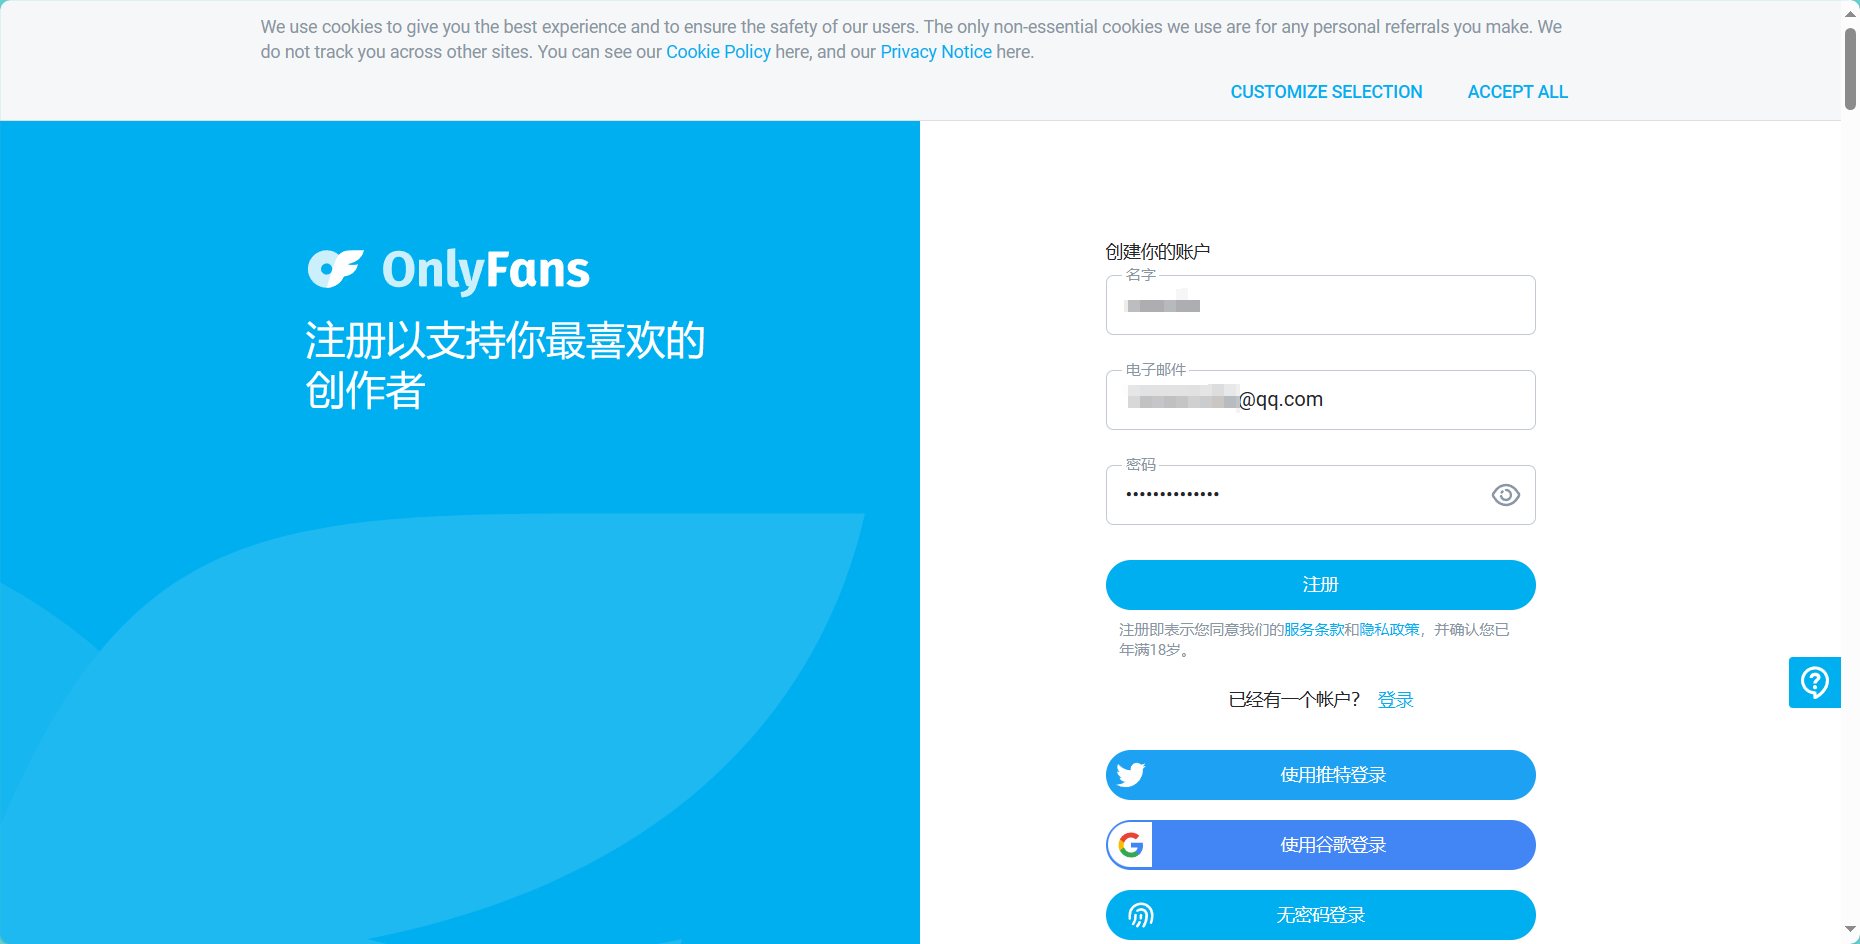 We use cookies to give you the best experience and to ensure the safety of our users. The only non-essential cookies we use are for any personal referrals you make. We
do not track you across other sites. You can see our Cookie Policy here, and our Privacy Notice here.
CUSTOMIZE SELECTION ACCEPT ALL
OnlyFans
注册以支持你最喜欢的
创作者
创建你的账户
名字
电子邮件
@qq.com
密码
注册
注册即表示您同意我们的服务条款和隐私政策，并确认您已
年满18岁。
已经有一个帐户？ 登录
使用推特登录
使用谷歌登录
无密码登录